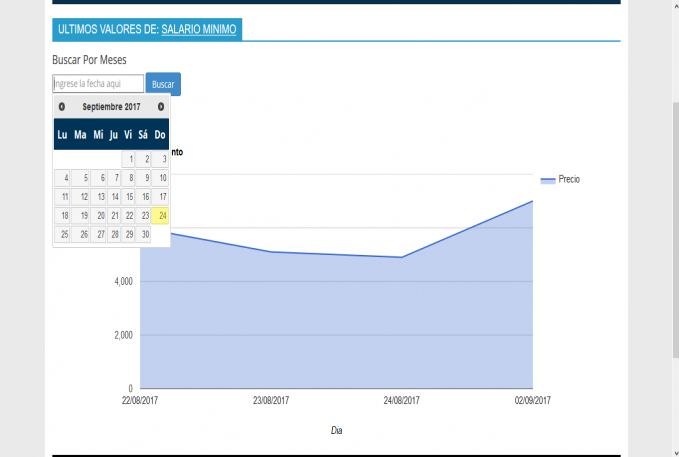 ULTIMOS VALORES DE: SALARIO MINIMO
Buscar Por Meses
Ingrese la fecha aqui Buscar
Septiembre 2017
Lu Ma Mi Ju Vi Sá Do
1 2 3
4 5 6 7 8 9 10
11 12 13 14 15 16 17
18 19 20 21 22 23 24
25 26 27 28 29 30
nto
Precio
4,000
2,000
0
22/08/2017 23/08/2017 24/08/2017 02/09/2017
Dia